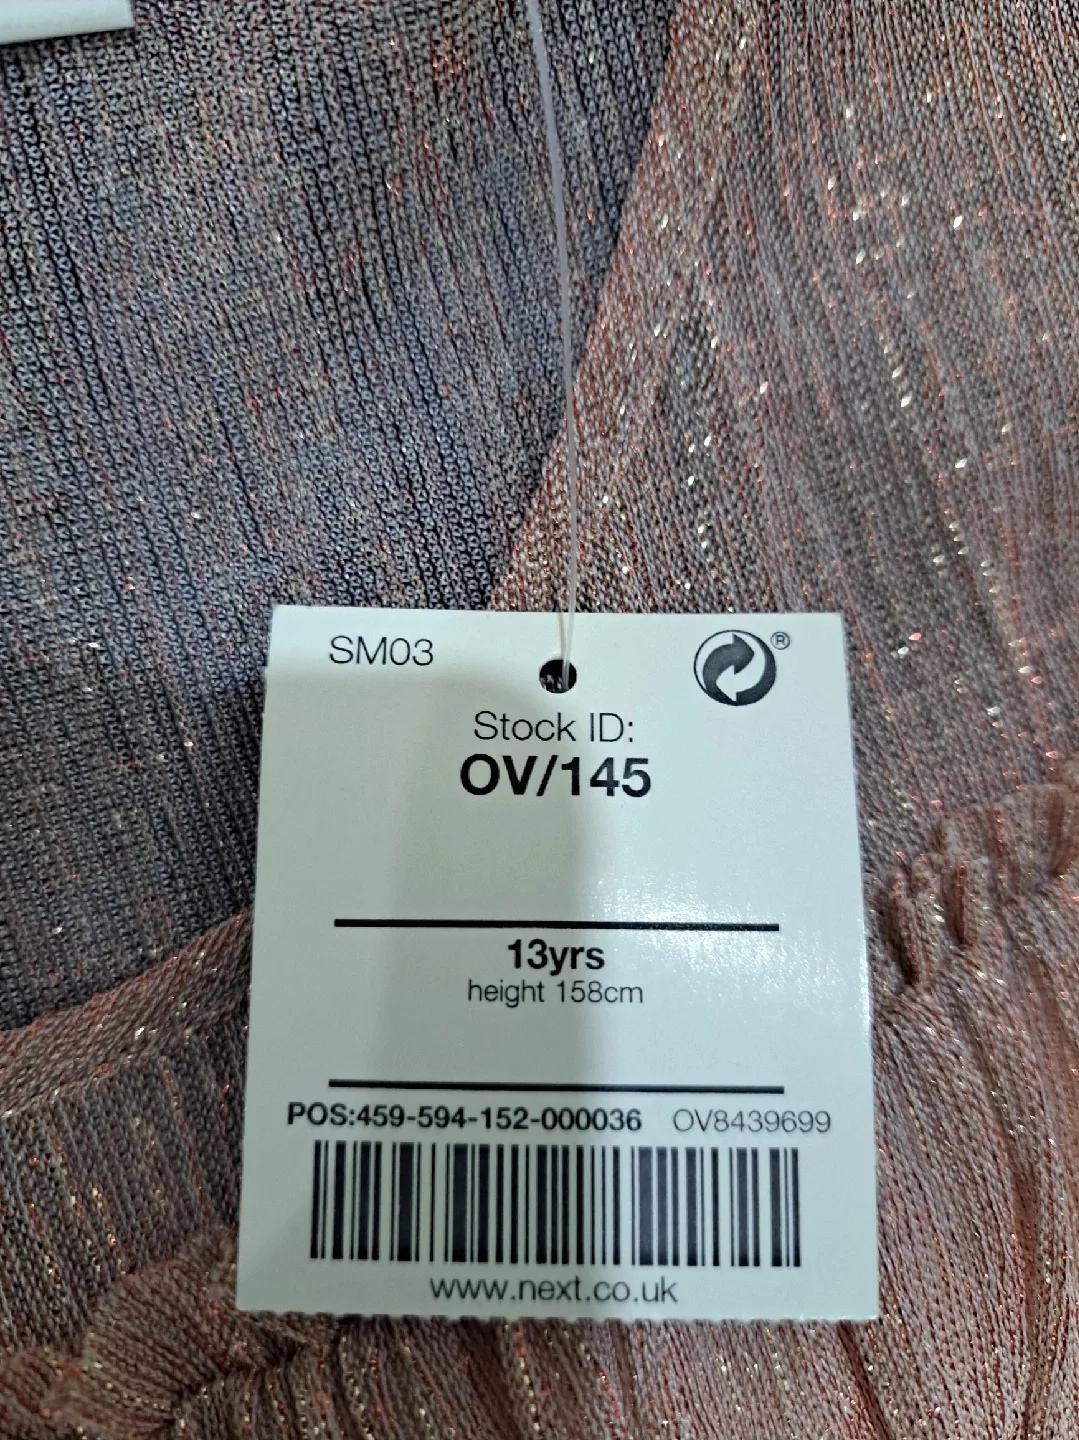 SM03
®
Stock ID:
OV/145
13yrs
height 158cm
POS:459-594-152-000036 OV8439699
www.next.co.uk